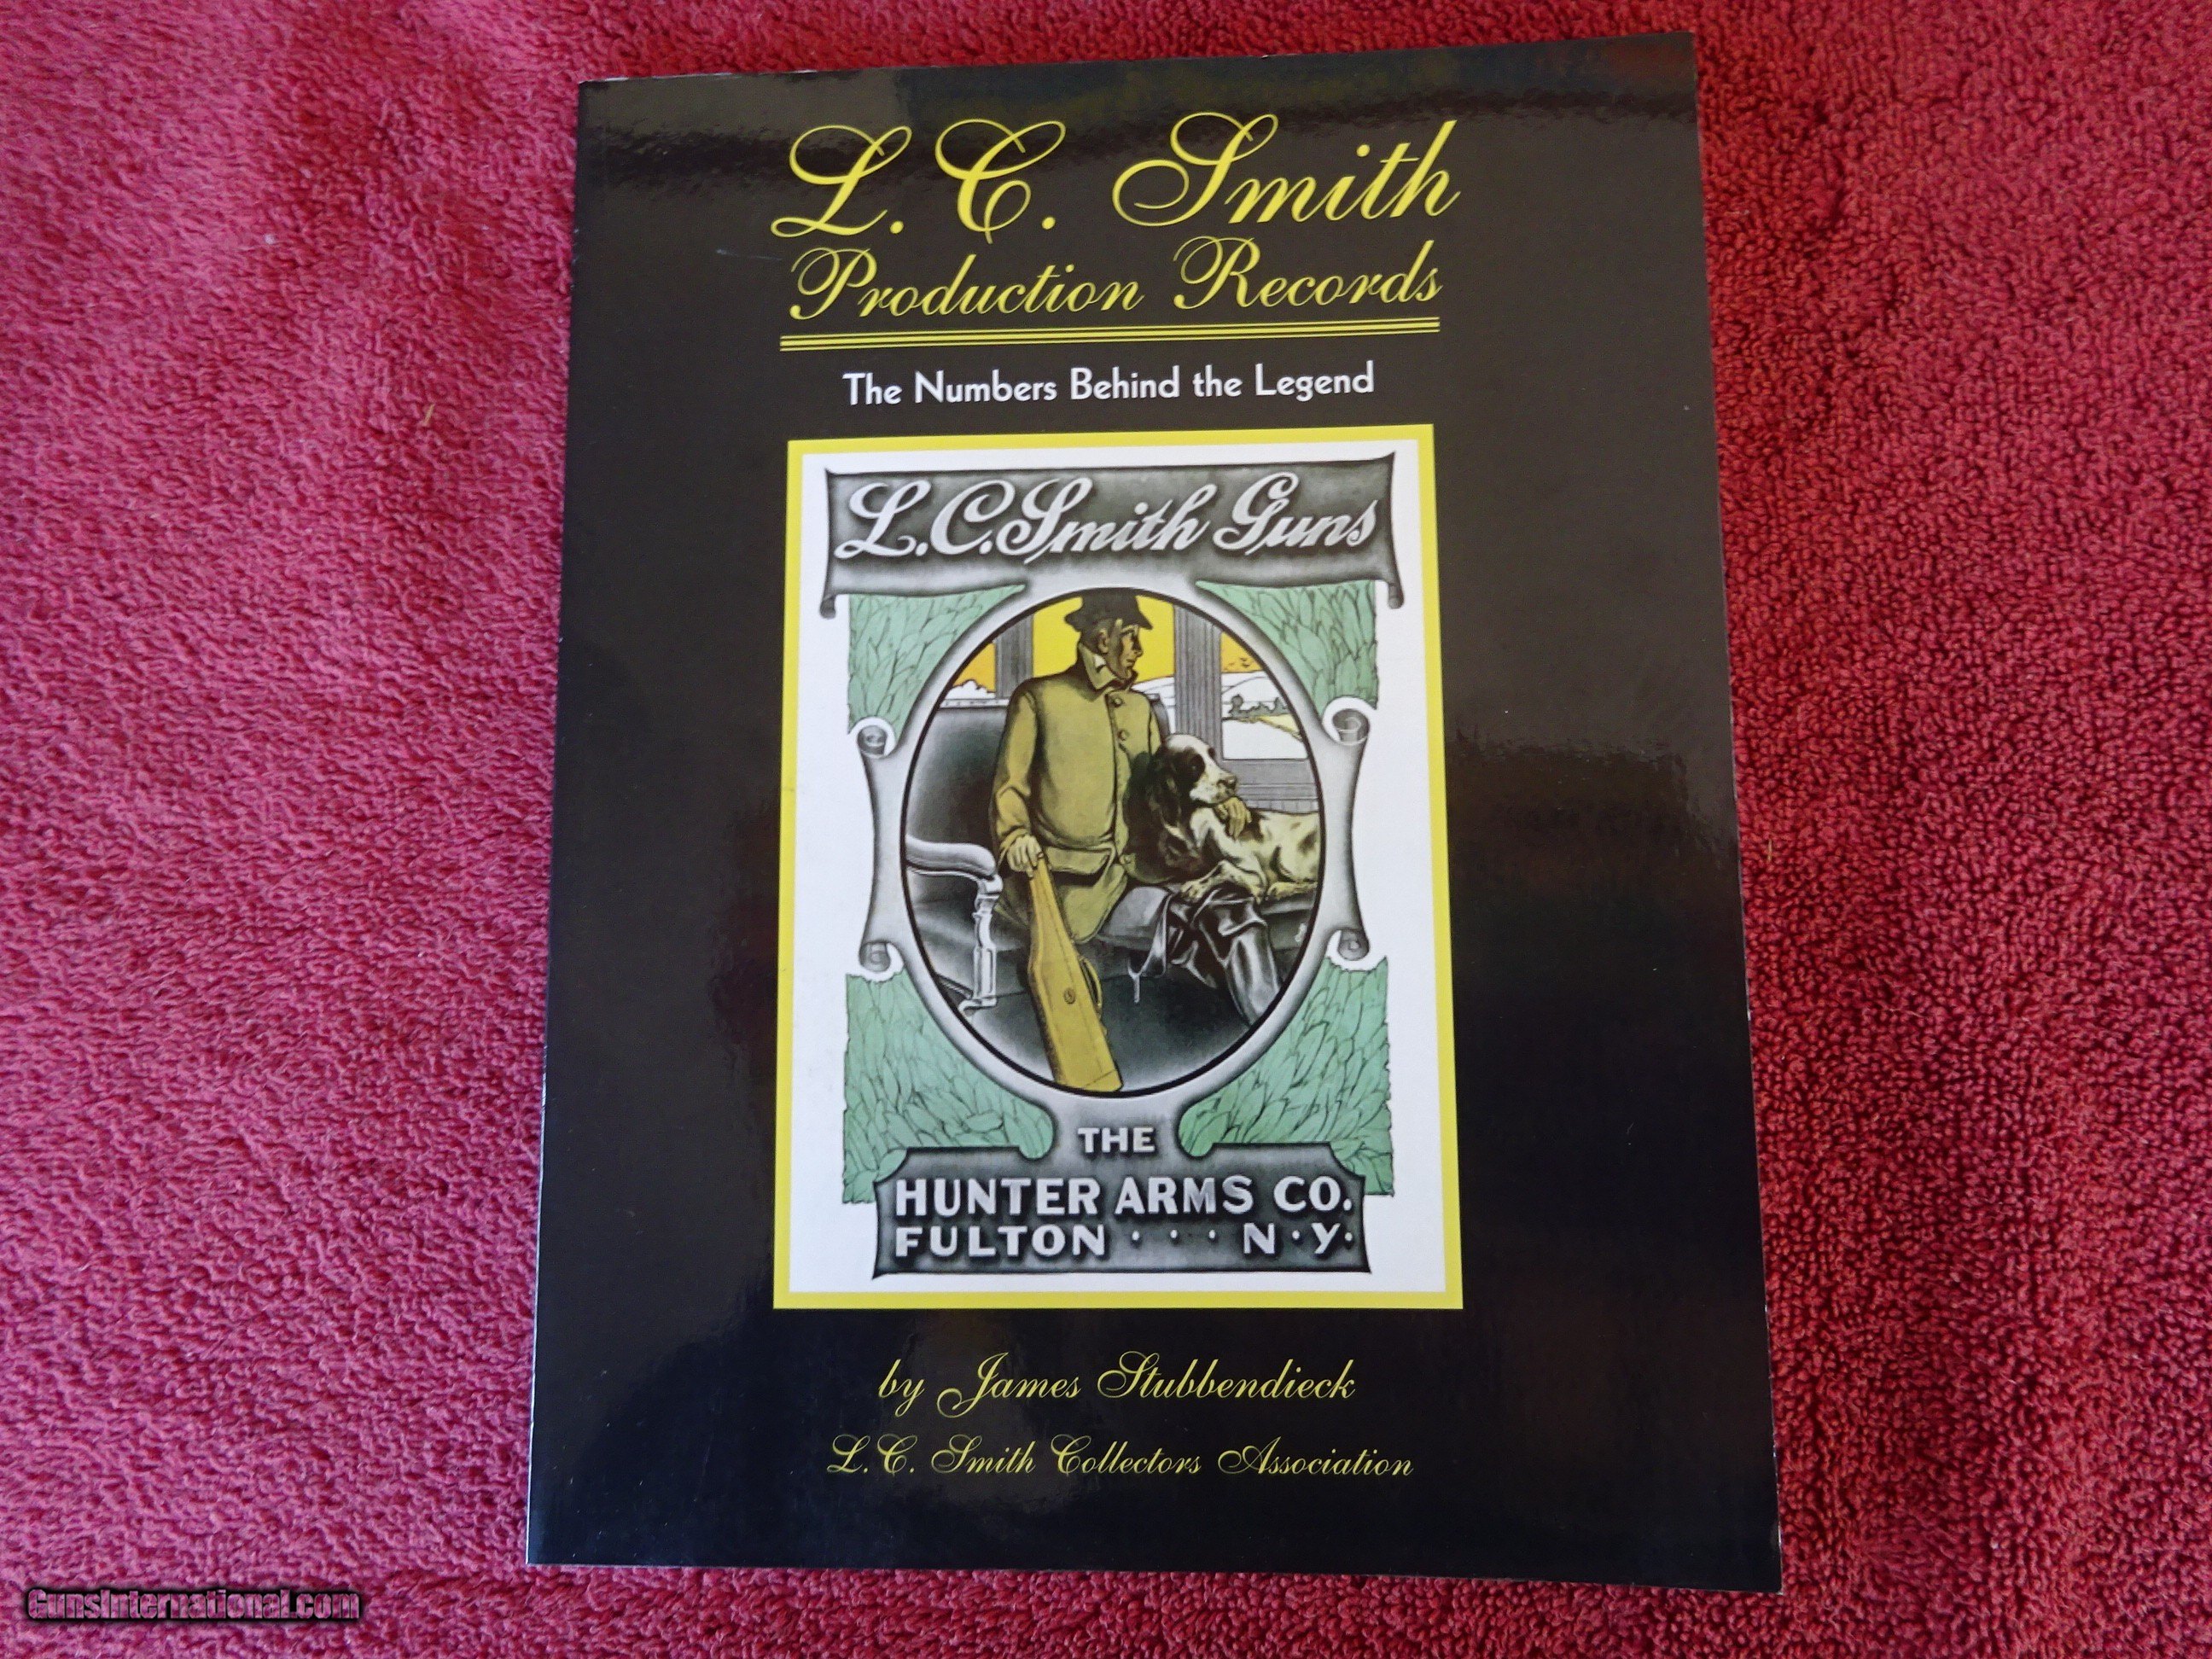 L. C. Smith
Production Records
The Numbers Behind the Legend
L.C. Smith Guns
THE
HUNTER ARMS CO.
FULTON . . . N.Y.
by James Stubbendieck
L. C. Smith Collectors Association
GunsInternational.com